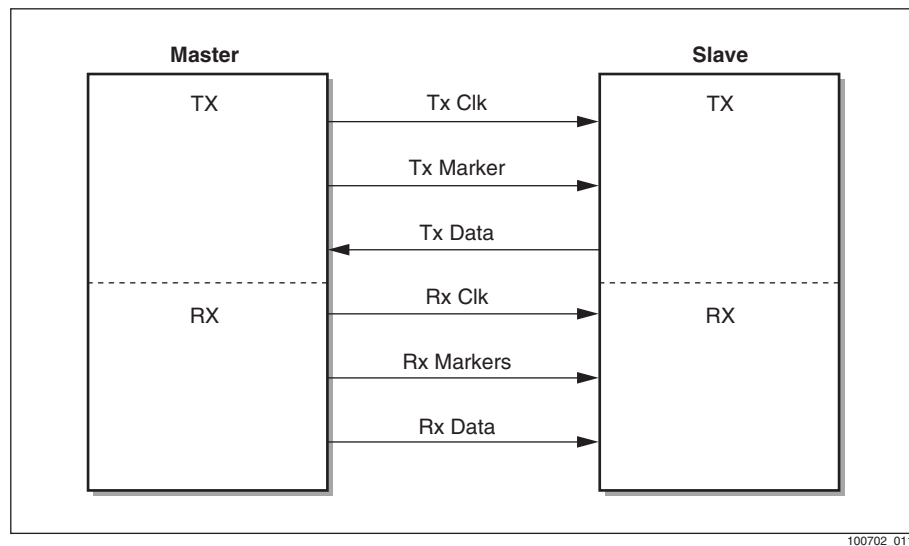 Master
Slave
TX
Tx Clk
TX
Tx Marker
Tx Data
RX
Rx Clk
RX
Rx Markers
Rx Data